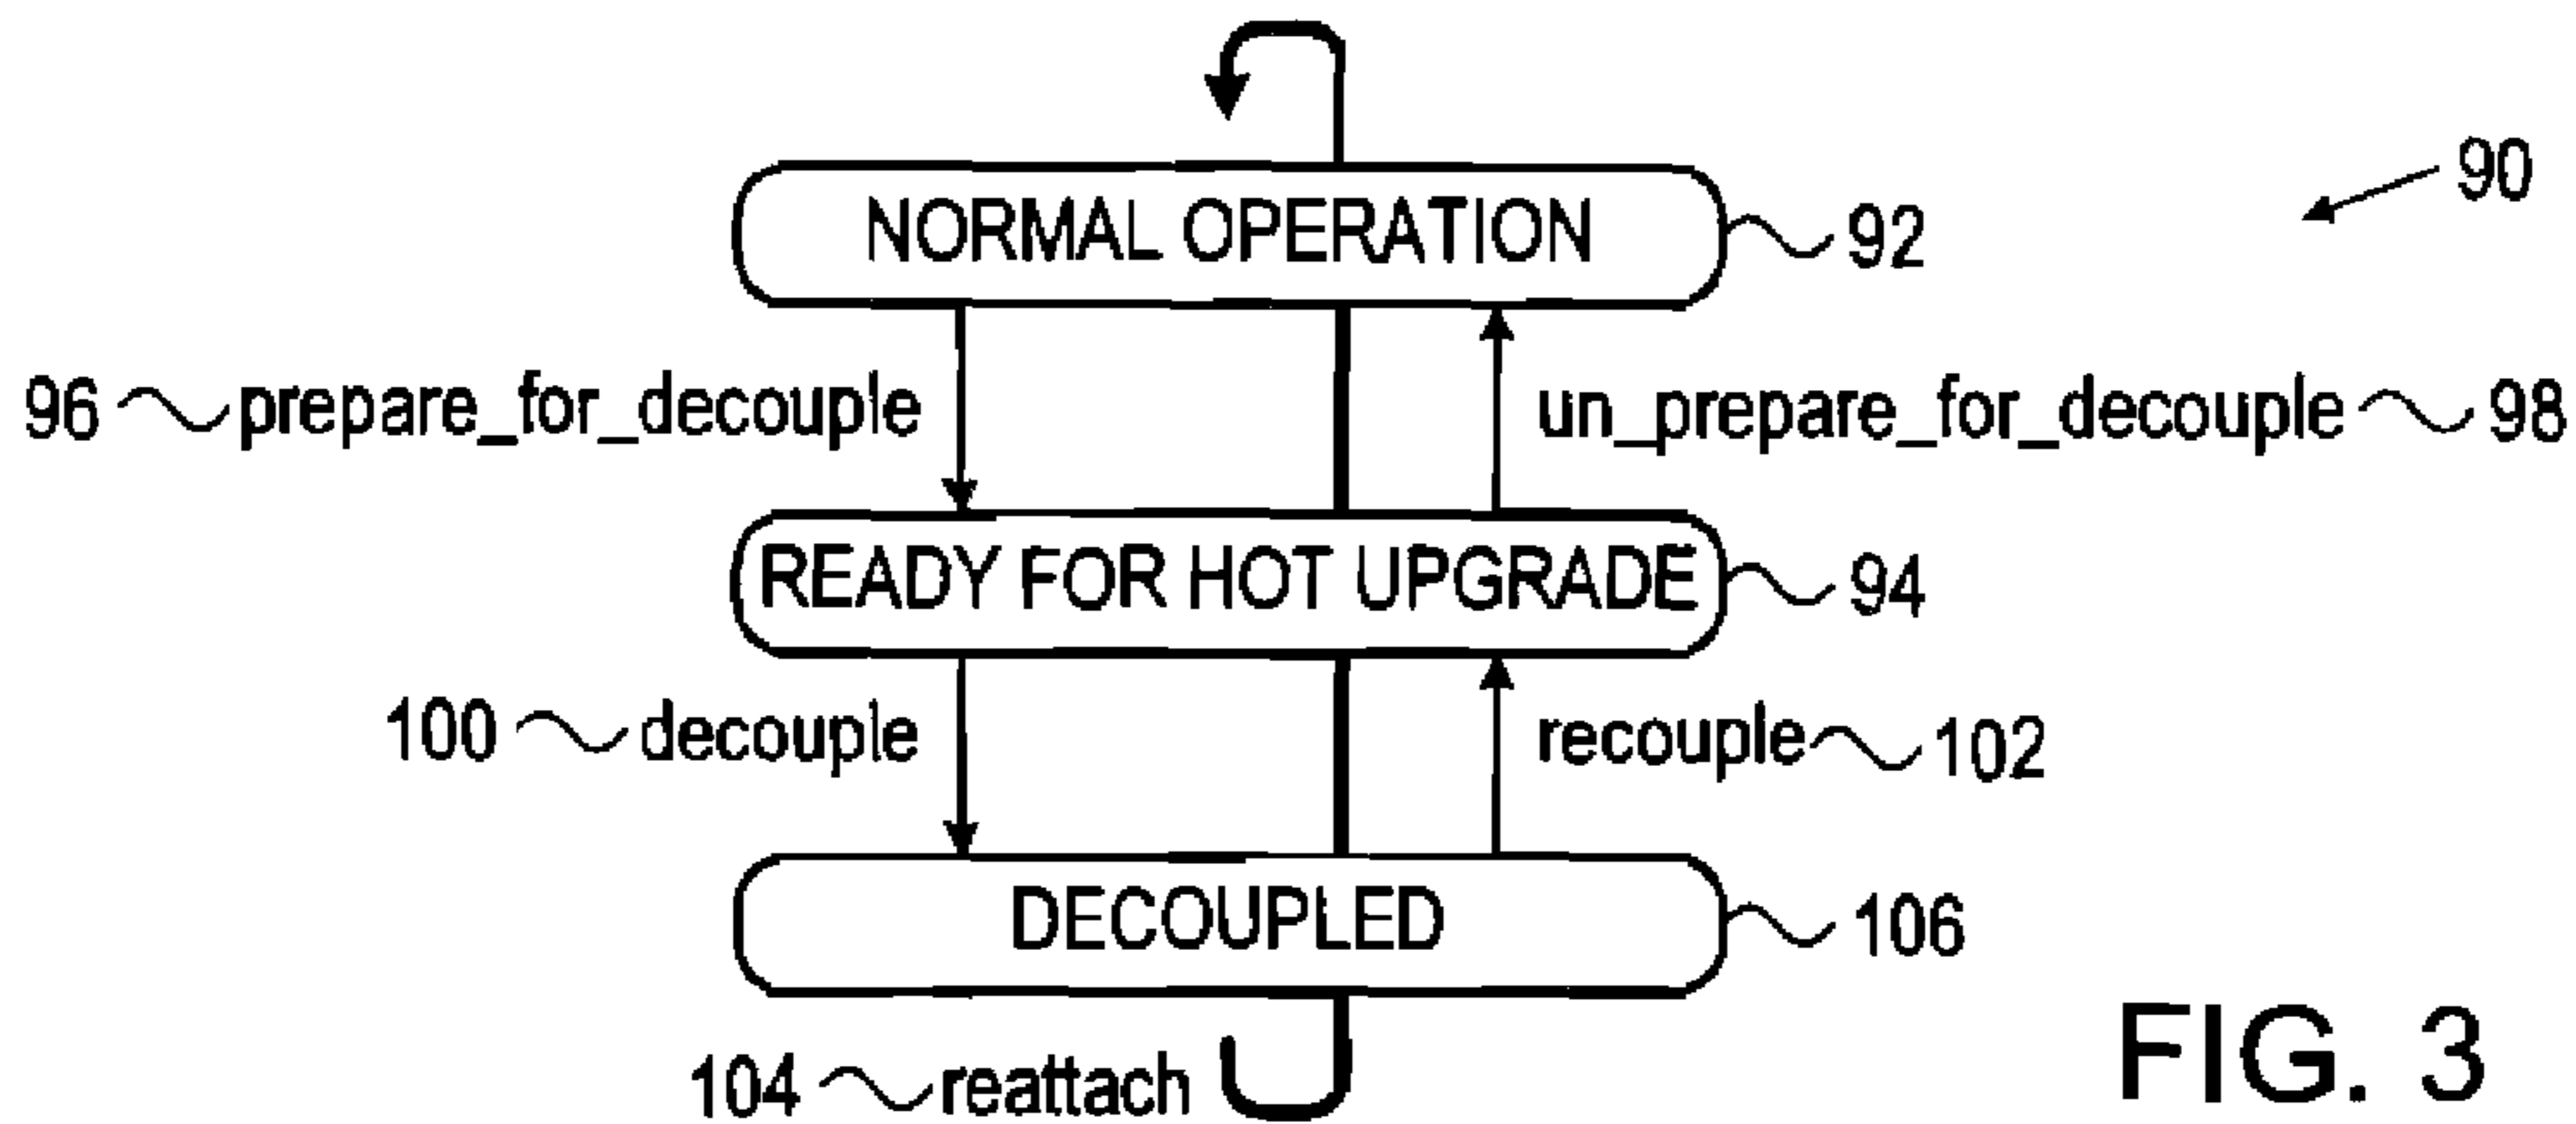 90
NORMAL OPERATION 92
96 prepare_for_decouple un_prepare_for_decouple 98
READY FOR HOT UPGRADE 94
100 decouple recouple 102
DECOUPLED 106
104 reattach
FIG. 3